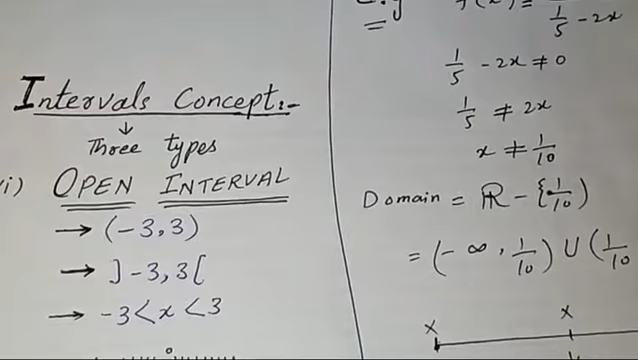 Intervals Concept:-
↓
Three types
i) OPEN INTERVAL
→ (-3,3)
→ ]-3,3[
→ -3<x<3
0
1/5 - 2x
1/5 - 2x ≠ 0
1/5 ≠ 2x
x ≠ 1/10
Domain = R - {1/10)
= (-∞, 1/10) U (1/10
x x